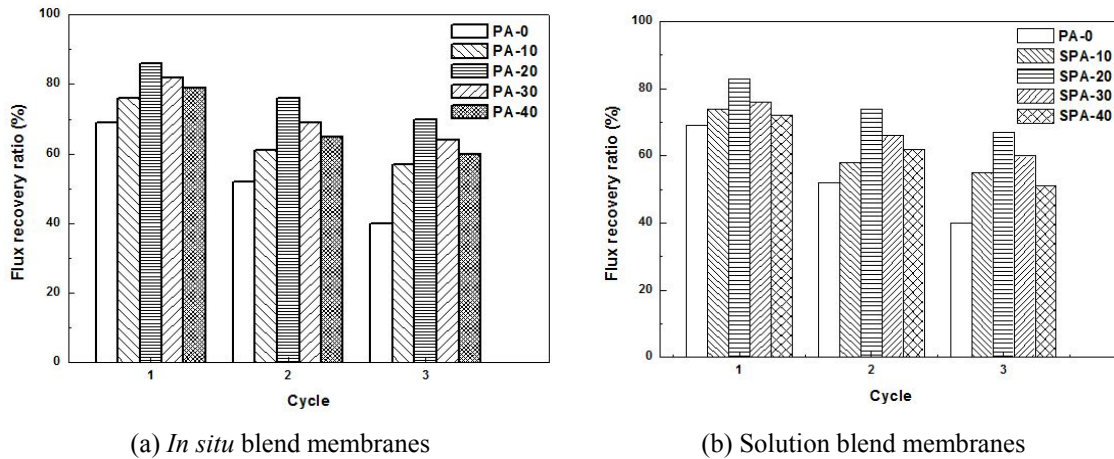 100
80
60
40
20
0
Flux recovery ratio (%)
PA-0
PA-10
PA-20
PA-30
PA-40
1 2 3
Cycle
(a) In situ blend membranes
100
80
60
40
20
0
Flux recovery ratio (%)
PA-0
SPA-10
SPA-20
SPA-30
SPA-40
1 2 3
Cycle
(b) Solution blend membranes